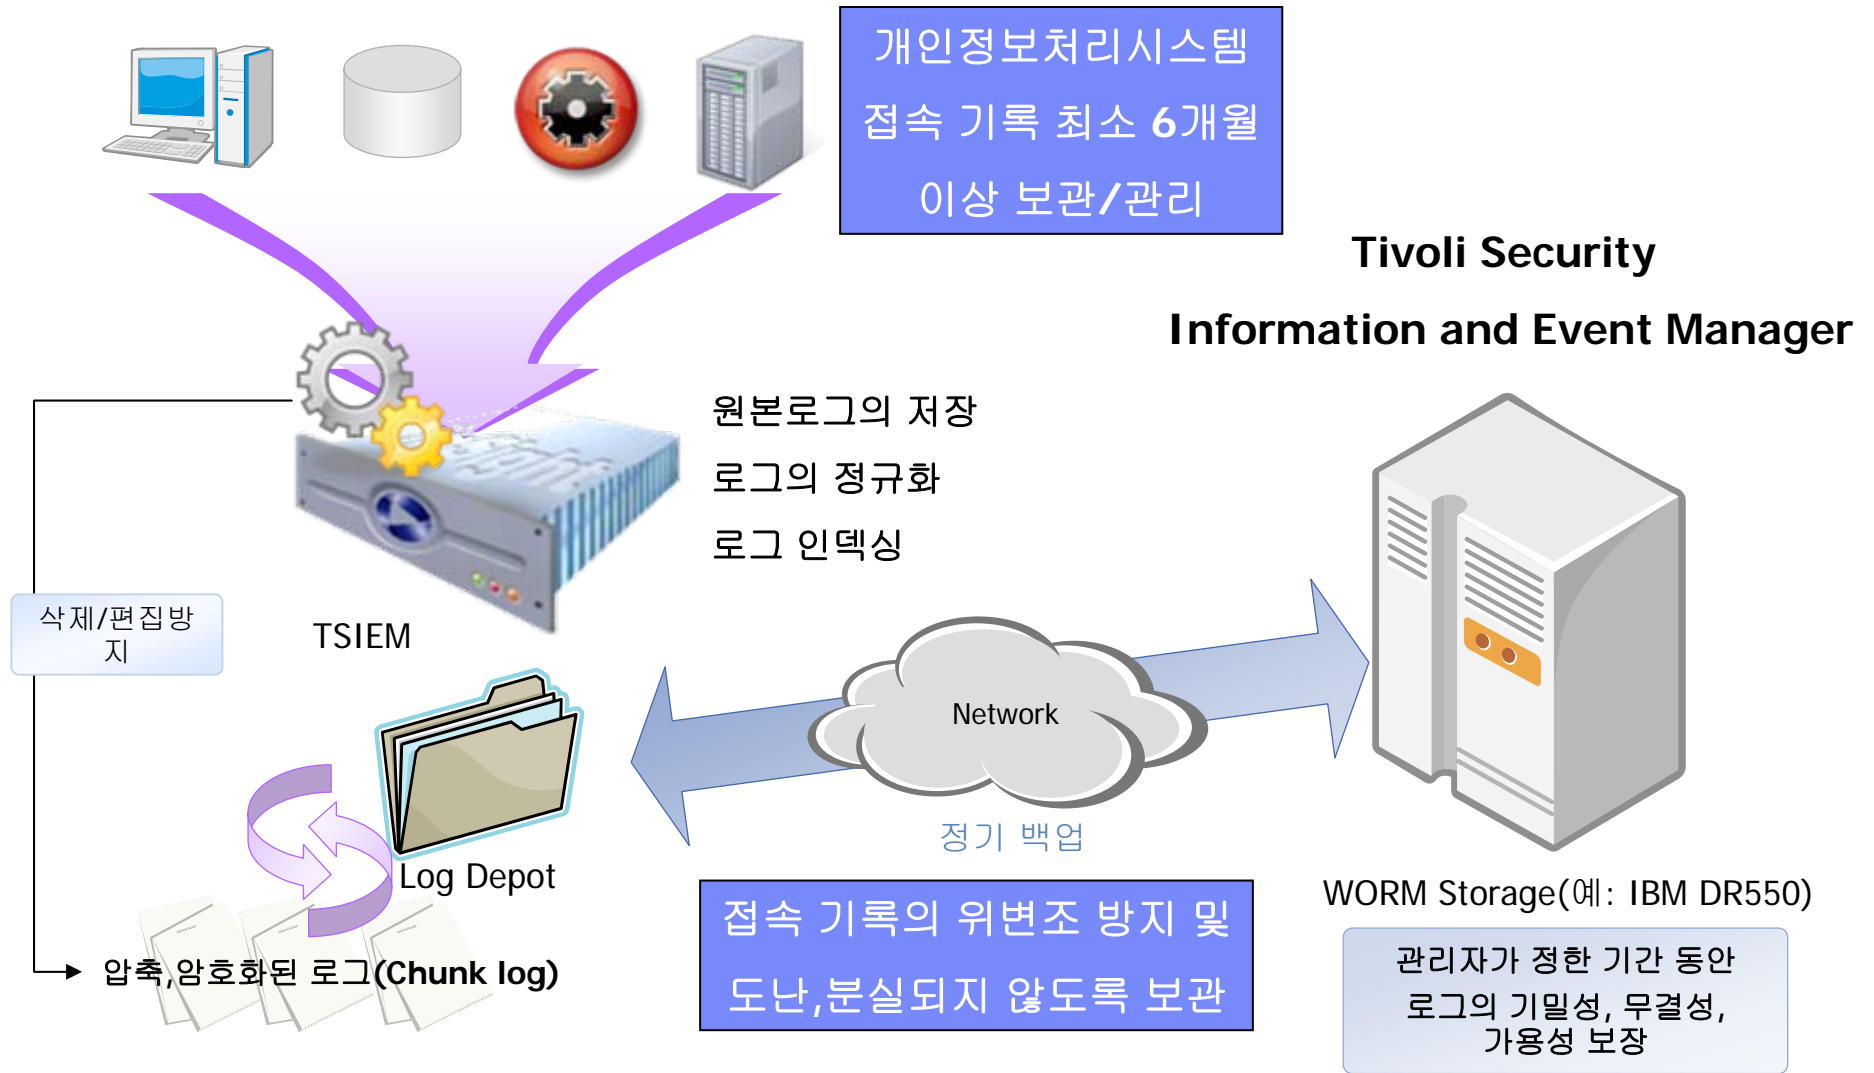 개인정보처리시스템
접속 기록 최소 6개월
이상 보관/관리
Tivoli Security
Information and Event Manager
원본로그의 저장
로그의 정규화
로그 인덱싱
삭제/편집방
지
TSIEM
Network
정기 백업
Log Depot
WORM Storage(예: IBM DR550)
압축,암호화된 로그(Chunk log)
접속 기록의 위변조 방지 및
도난,분실되지 않도록 보관
관리자가 정한 기간 동안
로그의 기밀성, 무결성,
가용성 보장